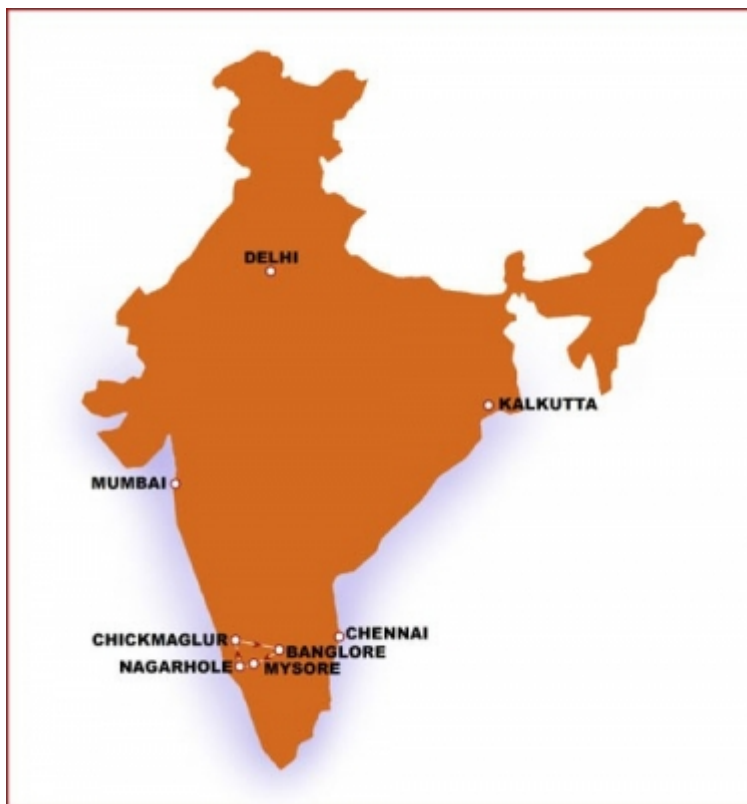 DELHI
KALKUTTA
MUMBAI
CHENNAI
CHICKMAGLUR
BANGLORE
NAGARHOLE
MYSORE